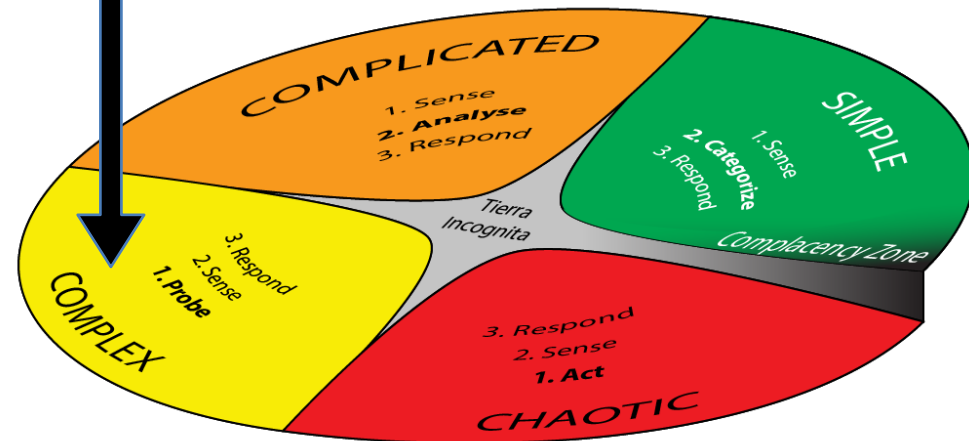 COMPLICATED
1. Sense
2. Analyse
3. Respond
SIMPLE
1. Sense
2. Categorize
3. Respond
Complacency Zone
Tierra
Incognita
3. Respond
2. Sense
1. Probe
COMPLEX
3. Respond
2. Sense
1. Act
CHAOTIC